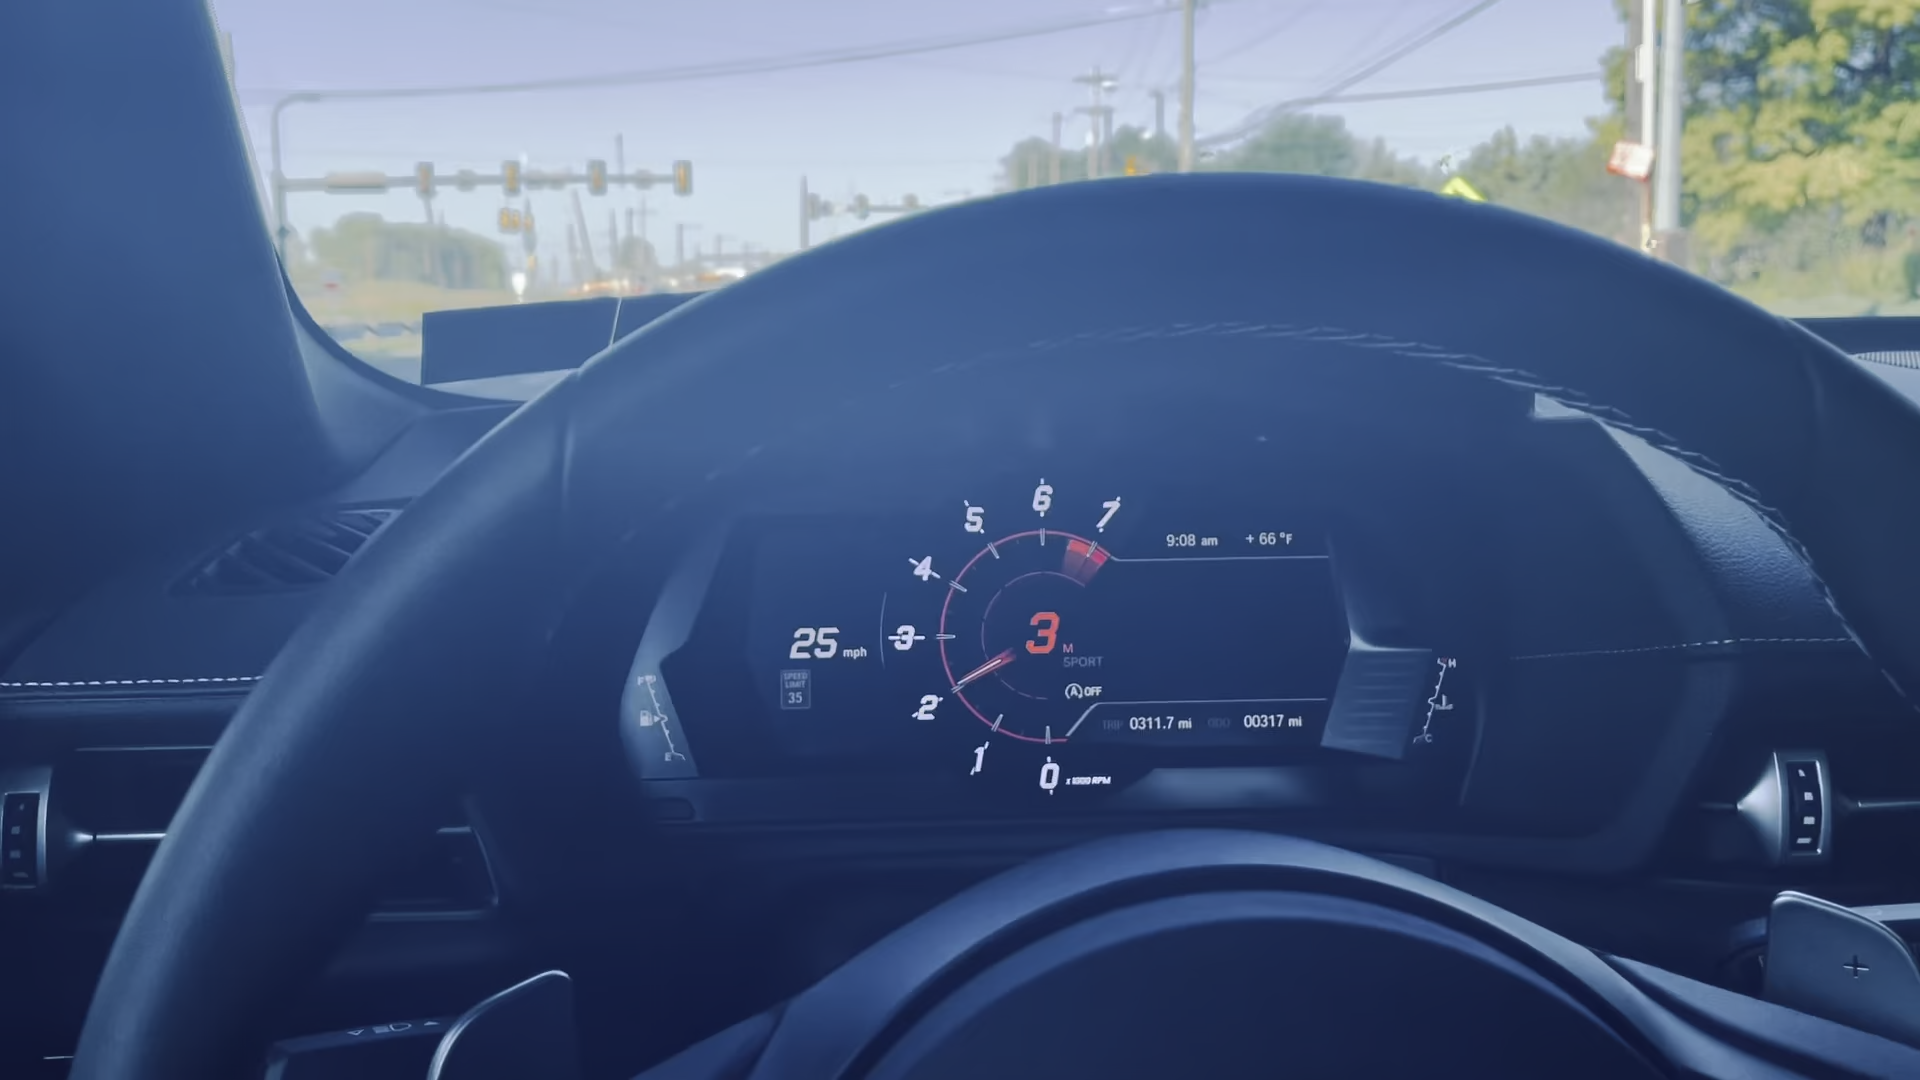 6
5
7
9:08 am +66 °F
4
3
25 mph
3
M
SPORT
SPEED
LIMIT
35
2
A OFF
TRIP 0311.7 mi ODO 00317 mi
1
0 x 1000 RPM
F
E
H
C
+